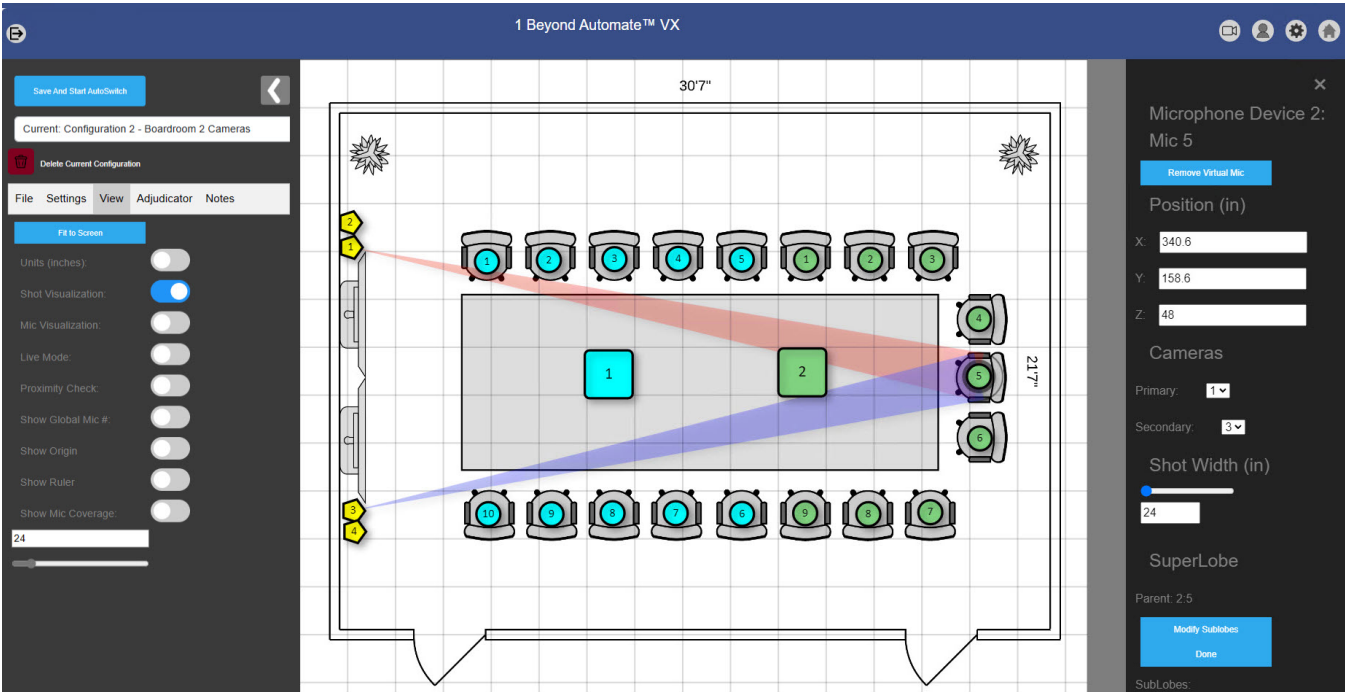 1 Beyond Automate™ VX
Save And Start AutoSwitch
Current: Configuration 2 - Boardroom 2 Cameras
Delete Current Configuration
File Settings View Adjudicator Notes
Fit to Screen
Units (inches):
Shot Visualization:
Mic Visualization:
Live Mode:
Proximity Check:
Show Global Mic #:
Show Origin
Show Ruler
Show Mic Coverage:
24
30'7"
2
1
1 2 3 4 5 1 2 3
4
1 2 5
21'7"
6
3
4
10 9 8 7 6 9 8 7
Microphone Device 2:
Mic 5
Remove Virtual Mic
Position (in)
X: 340.6
Y: 158.6
Z: 48
Cameras
Primary: 1
Secondary: 3
Shot Width (in)
24
SuperLobe
Parent: 2:5
Modify Sublobes
Done
SubLobes: